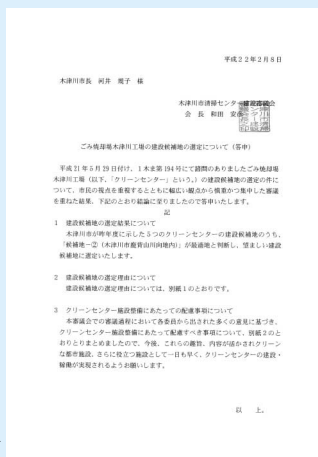 平成22年2月8日
木津川市長 河井 規子 様
木津川市清掃センター建設審議会
会 長 和田 安
ごみ焼却場木津川工場の建設候補地の選定について(答申)
平成21年5月29日付け、1木ま第194号にて諮問のありましたごみ焼却場
木津川工場(以下、「クリーンセンター」という。)の建設候補地の選定の件に
ついて、市民の視点を重視するとともに幅広い観点から慎重かつ集中した審議
を重ねた結果、下記のとおり結論に至りましたので答申いたします。
記
1 建設候補地の選定結果について
木津川市が昨年度に示した5つのクリーンセンターの建設候補地のうち、
「候補地-②(木津川市鹿背山川向地内)」が最適地と判断し、望ましい建設
候補地に選定いたします。
2 建設候補地の選定理由について
建設候補地の選定理由については、別紙1のとおりです。
3 クリーンセンター施設整備にあたっての配慮事項について
本審議会での審議過程において各委員から出された多くの意見に基づき、
クリーンセンター施設整備にあたって配慮すべき事項について、別紙2のと
おりとりまとめましたので、今後、これらの趣旨、内容が活かされクリーン
な都市施設、さらに役立つ施設として一日も早く、クリーンセンターの建設・
稼働が実現されるようお願いします。
以 上。